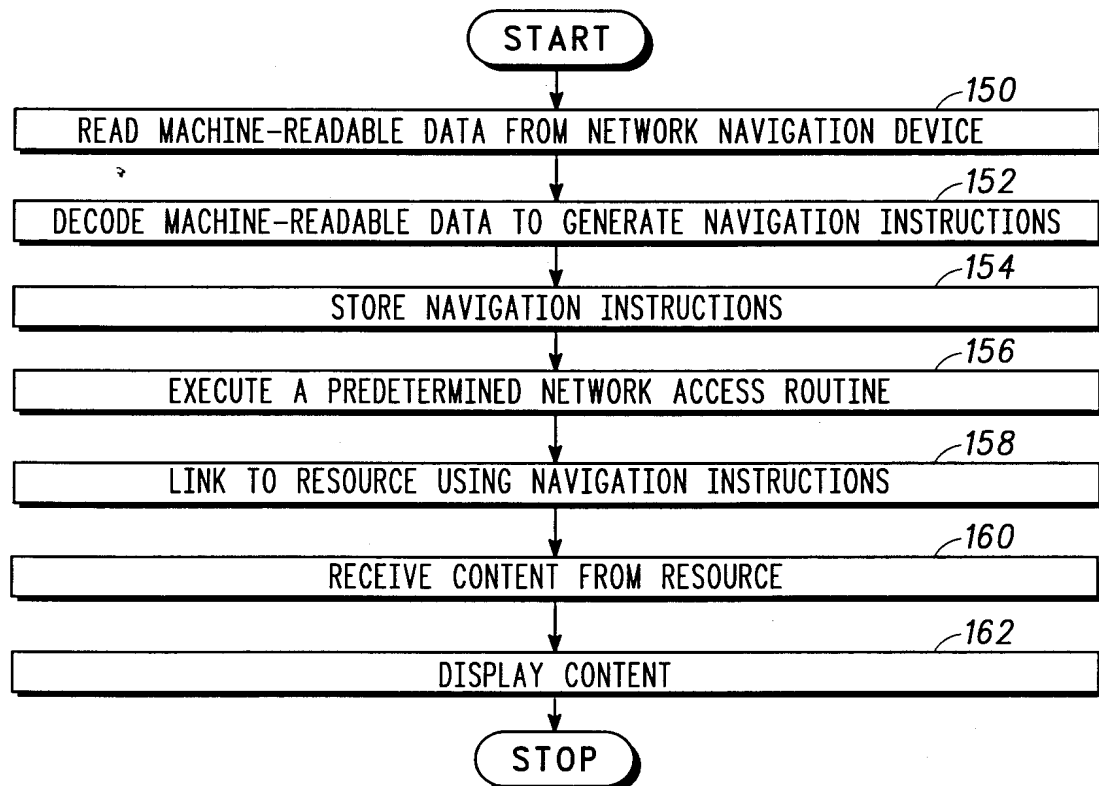 START
150
READ MACHINE-READABLE DATA FROM NETWORK NAVIGATION DEVICE
152
DECODE MACHINE-READABLE DATA TO GENERATE NAVIGATION INSTRUCTIONS
154
STORE NAVIGATION INSTRUCTIONS
156
EXECUTE A PREDETERMINED NETWORK ACCESS ROUTINE
158
LINK TO RESOURCE USING NAVIGATION INSTRUCTIONS
160
RECEIVE CONTENT FROM RESOURCE
162
DISPLAY CONTENT
STOP